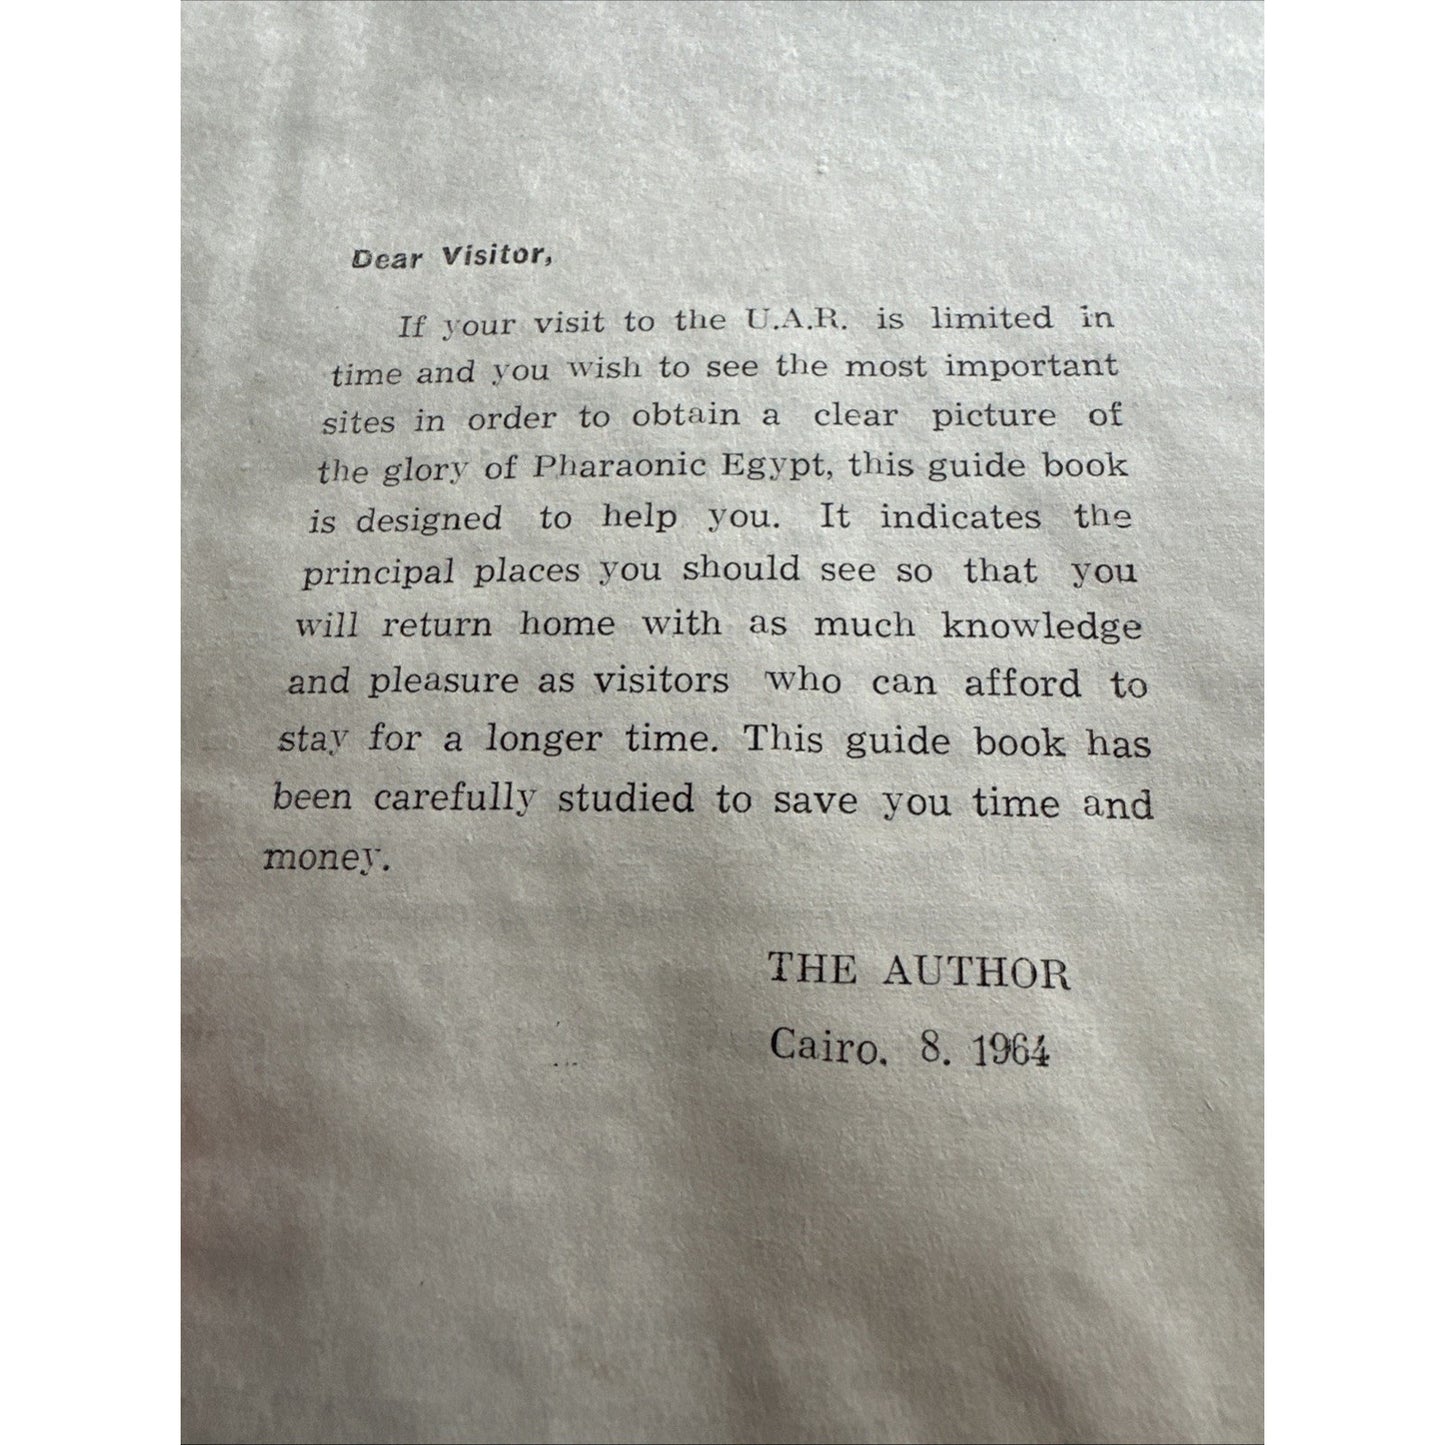 Dear Visitor,
If your visit to the U.A.R. is limited in
time and you wish to see the most important
sites in order to obtain a clear picture of
the glory of Pharaonic Egypt, this guide book
is designed to help you. It indicates the
principal places you should see so that you
will return home with as much knowledge
and pleasure as visitors who can afford to
stay for a longer time. This guide book has
been carefully studied to save you time and
money.
THE AUTHOR
Cairo. 8. 1964